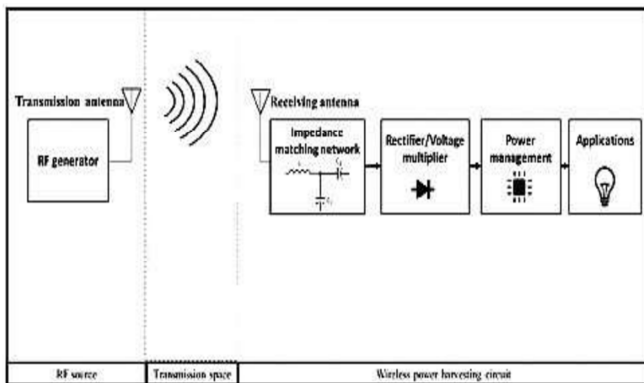 Transmission antenna
RF generator
Receiving antenna
Impedance
matching network
Rectifier/Voltage
multiplier
Power
management
Applications
RF source
Transmission space
Wireless power harvesting circuit